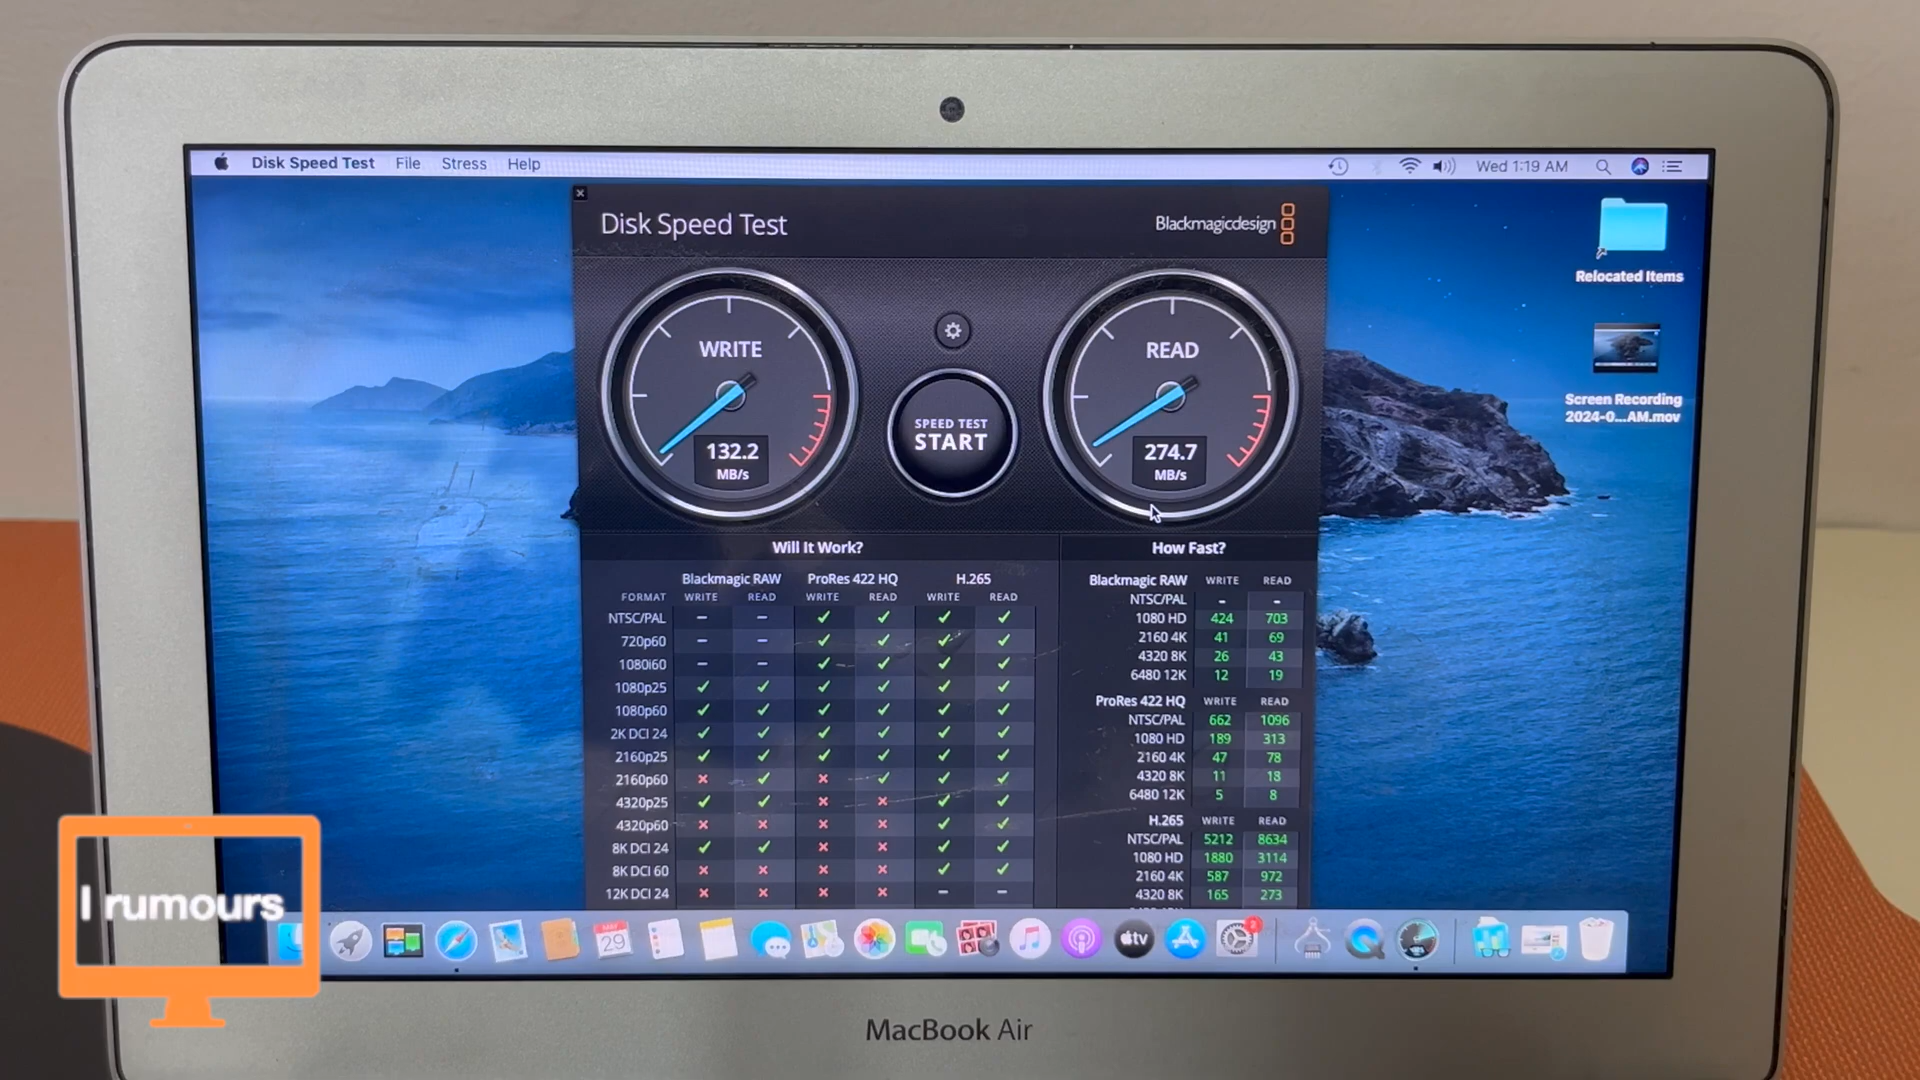 Disk Speed Test File Stress Help Wed 1:19 AM
Disk Speed Test
Blackmagicdesign
Relocated Items
Screen Recording
2024-0...AM.mov
WRITE
132.2
MB/s
SPEED TEST
START
READ
274.7
MB/s
Will It Work?
Blackmagic RAW ProRes 422 HQ H.265
FORMAT WRITE READ WRITE READ WRITE READ
NTSC/PAL – – ✓ ✓ ✓ ✓
720p60 – – ✓ ✓ ✓ ✓
1080i60 – – ✓ ✓ ✓ ✓
1080p25 ✓ ✓ ✓ ✓ ✓ ✓
1080p60 ✓ ✓ ✓ ✓ ✓ ✓
2K DCI 24 ✓ ✓ ✓ ✓ ✓ ✓
2160p25 ✓ ✓ ✓ ✓ ✓ ✓
2160p60 × ✓ × ✓ ✓ ✓
4320p25 ✓ ✓ × × ✓ ✓
4320p60 × × × × ✓ ✓
8K DCI 24 ✓ ✓ × × ✓ ✓
8K DCI 60 × × × × ✓ ✓
12K DCI 24 × × × × – –
How Fast?
Blackmagic RAW WRITE READ
NTSC/PAL - -
1080 HD 424 703
2160 4K 41 69
4320 8K 26 43
6480 12K 12 19
ProRes 422 HQ WRITE READ
NTSC/PAL 662 1096
1080 HD 189 313
2160 4K 47 78
4320 8K 11 18
6480 12K 5 8
H.265 WRITE READ
NTSC/PAL 5212 8634
1080 HD 1880 3114
2160 4K 587 972
4320 8K 165 273
29
tv
I rumours
MacBook Air